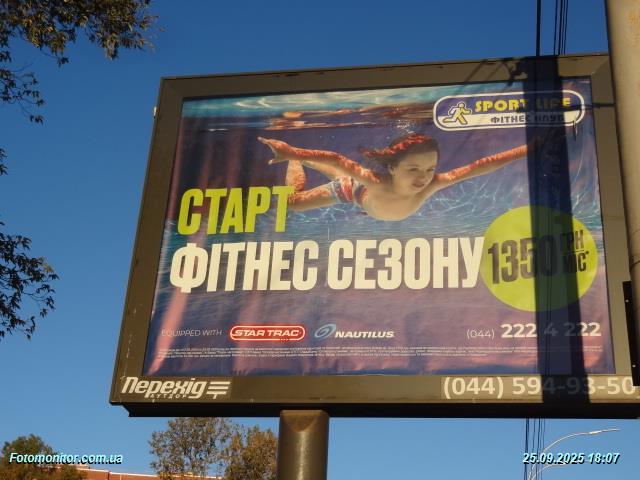 SPORT LIFE
ФІТНЕС КЛУБ
СТАРТ
ФІТНЕС СЕЗОНУ
1350 ГРН
МІС*
EQUIPPED WITH STAR TRAC NAUTILUS (044) 222 4 222
Перехід
АУТДОР
(044) 594-93-50
Fotomonitor.com.ua
25.09.2025 18:07